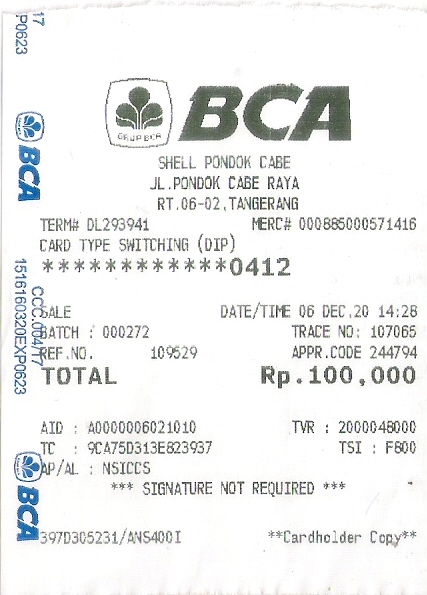 GRUP BCA
BCA
SHELL PONDOK CABE
JL.PONDOK CABE RAYA
RT.06-02,TANGERANG
TERM# DL293941 MERC# 000885000571416
CARD TYPE SWITCHING (DIP)
************0412
SALE DATE/TIME 06 DEC,20 14:28
BATCH : 000272 TRACE NO: 107065
REF.NO. 109529 APPR.CODE 244794
TOTAL Rp.100,000
AID : A0000006021010 TVR : 2000048000
TC : 9CA75D313E823937 TSI : F800
AP/AL : NSICCS
*** SIGNATURE NOT REQUIRED ***
397D305231/ANS400I **Cardholder Copy**
17
P0623
BCA
CCC.004/17
1516160320EXP0623
BCA